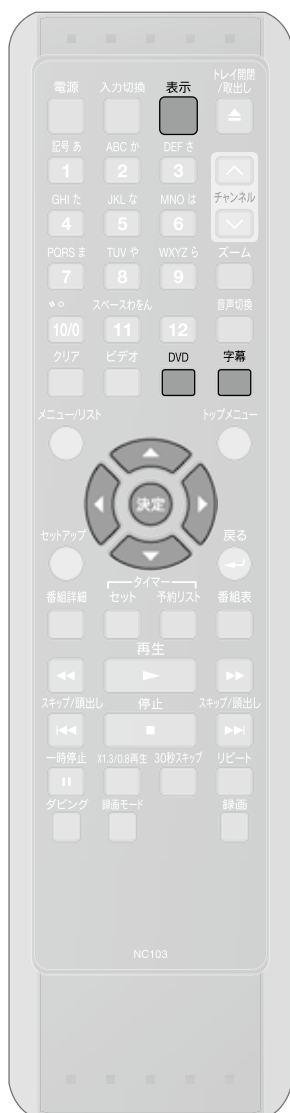 トレイ開閉
電源 入力切換 表示 /取出し
記号 あ ABC か DEF さ
1 2 3
GHI た JKL な MNO は チャンネル
4 5 6
PQRS ま TUV や WXYZ ら ズーム
7 8 9
゛゜ スペースわをん 音声切換
10/0 11 12
クリア ビデオ DVD 字幕
メニュー/リスト トップメニュー
決定
セットアップ 戻る
タイマー
番組詳細 セット 予約リスト 番組表
再生
スキップ/頭出し 停止 スキップ/頭出し
一時停止 X1.3/0.8再生 30秒スキップ リピート
ダビング 録画モード 録画
NC103